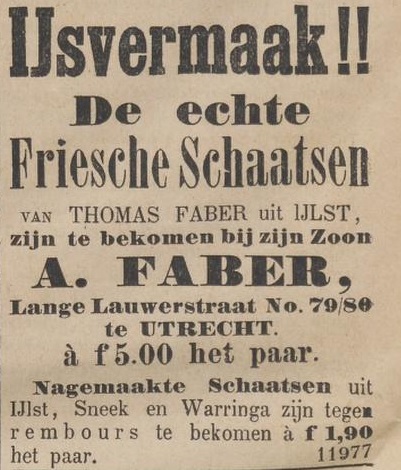 IJsvermaak!!
De echte
Friesche Schaatsen
VAN THOMAS FABER uit IJLST,
zijn te bekomen bij zijn Zoon
A. FABER,
Lange Lauwerstraat No. 79/80
te UTRECHT.
à f 5.00 het paar.
Nagemaakte Schaatsen uit
IJlst, Sneek en Warringa zijn tegen
rembours te bekomen à f 1,90
het paar. 11977